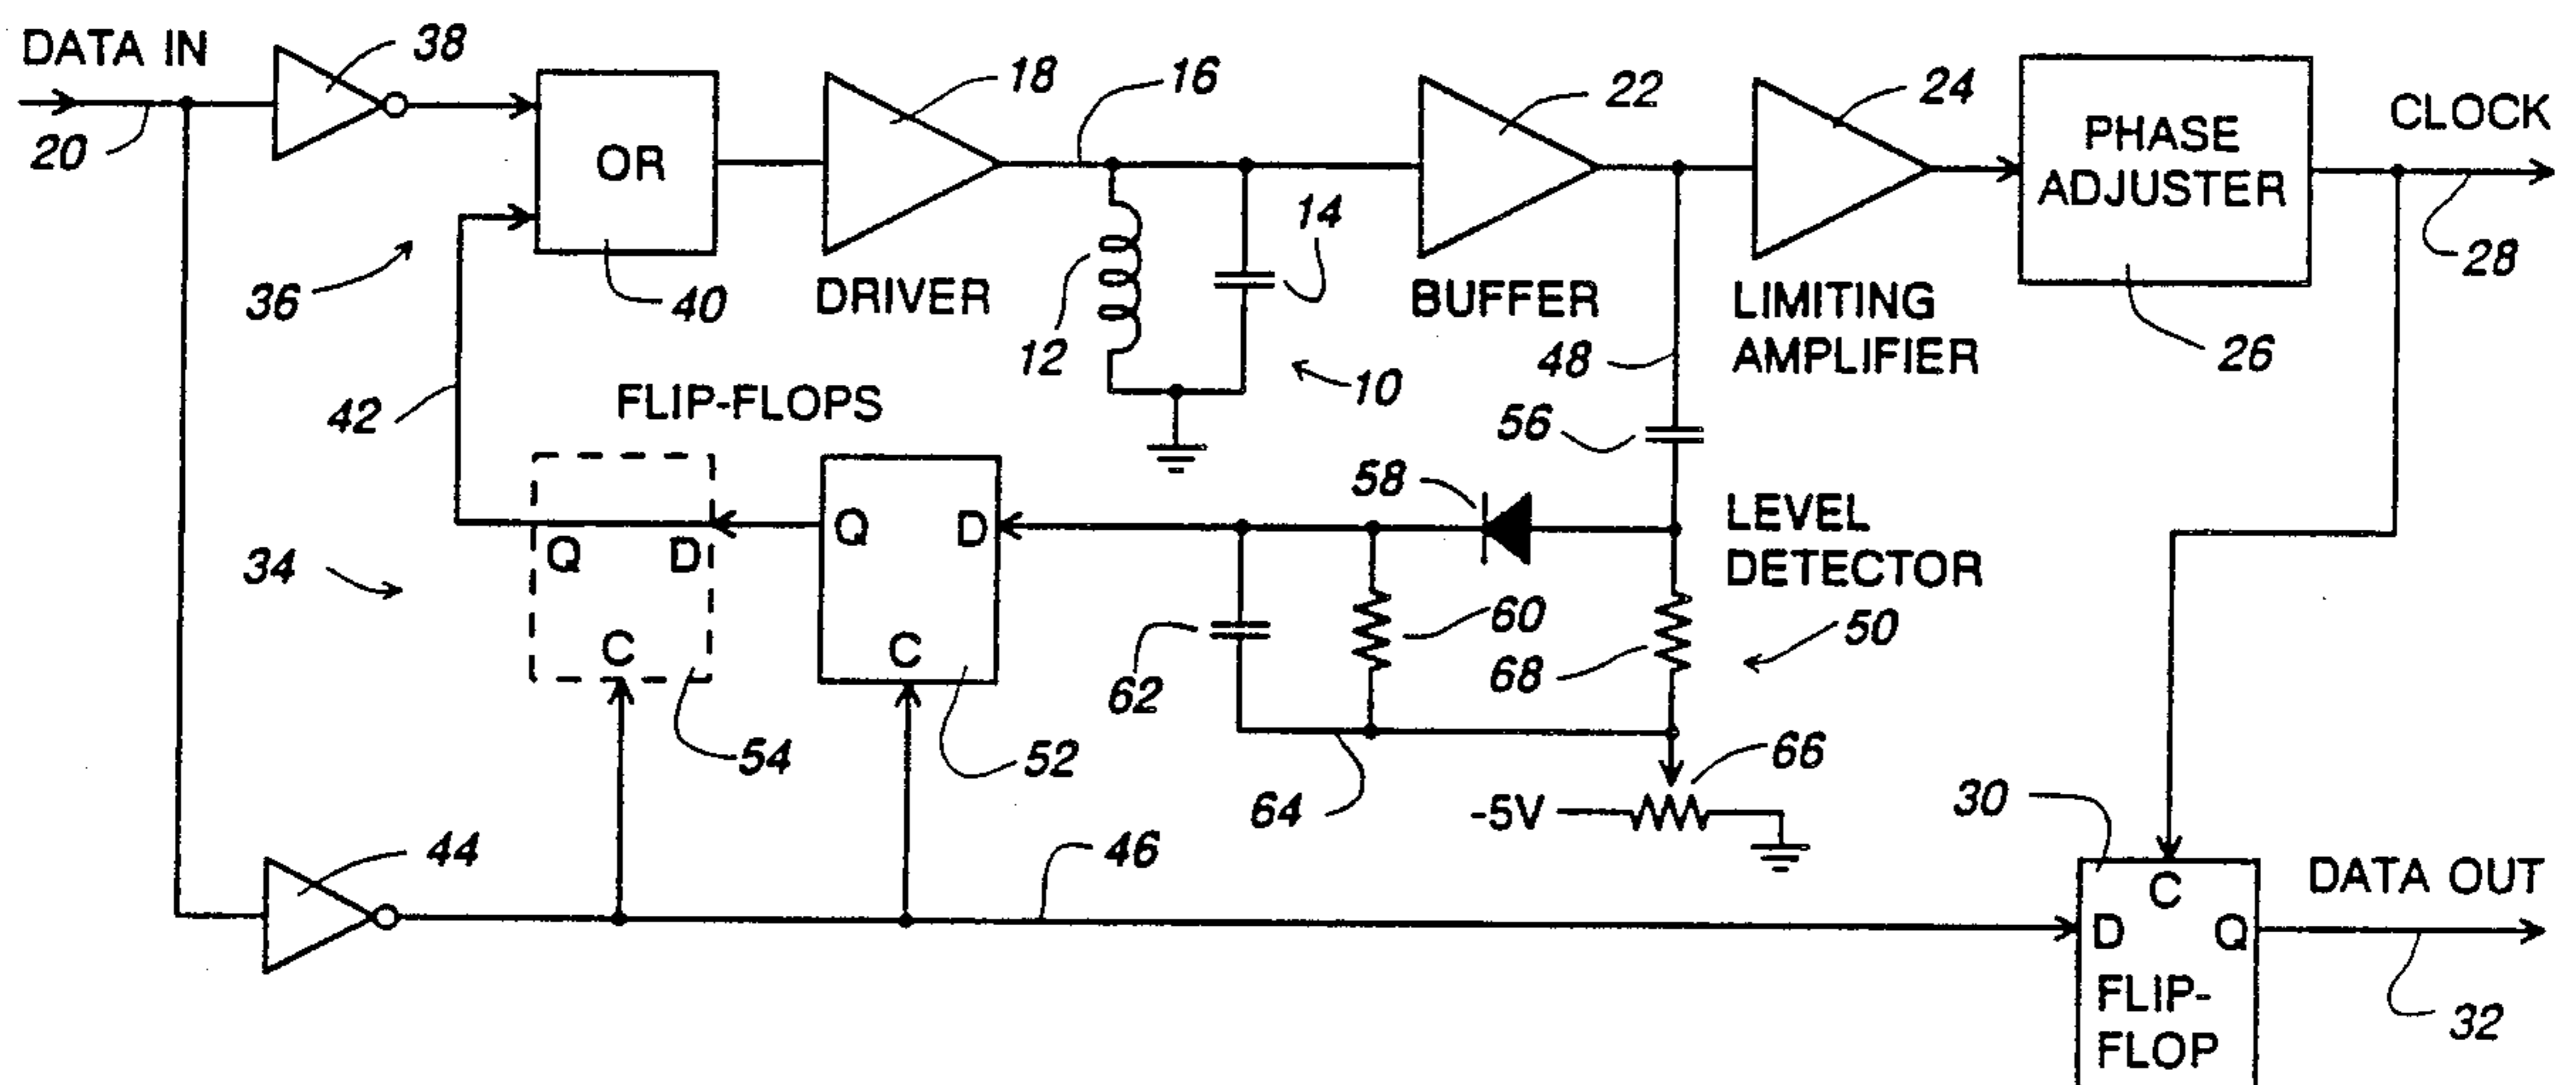 DATA IN
38
20
OR
40
36
18
DRIVER
16
12
14
10
22
BUFFER
24
LIMITING
AMPLIFIER
PHASE
ADJUSTER
26
CLOCK
28
48
56
42
FLIP-FLOPS
34
Q
D
C
54
Q
D
C
52
58
LEVEL
DETECTOR
62
60
68
50
64
66
-5V
44
46
30
C
D
Q
FLIP-
FLOP
DATA OUT
32